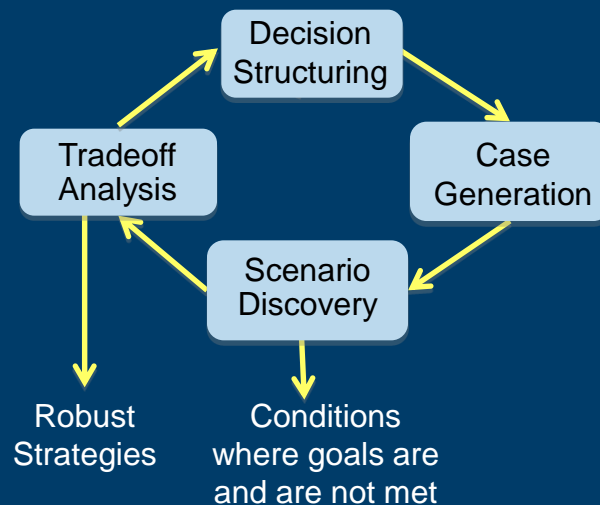 Decision
Structuring
Tradeoff
Analysis
Case
Generation
Scenario
Discovery
Robust
Strategies
Conditions
where goals are
and are not met